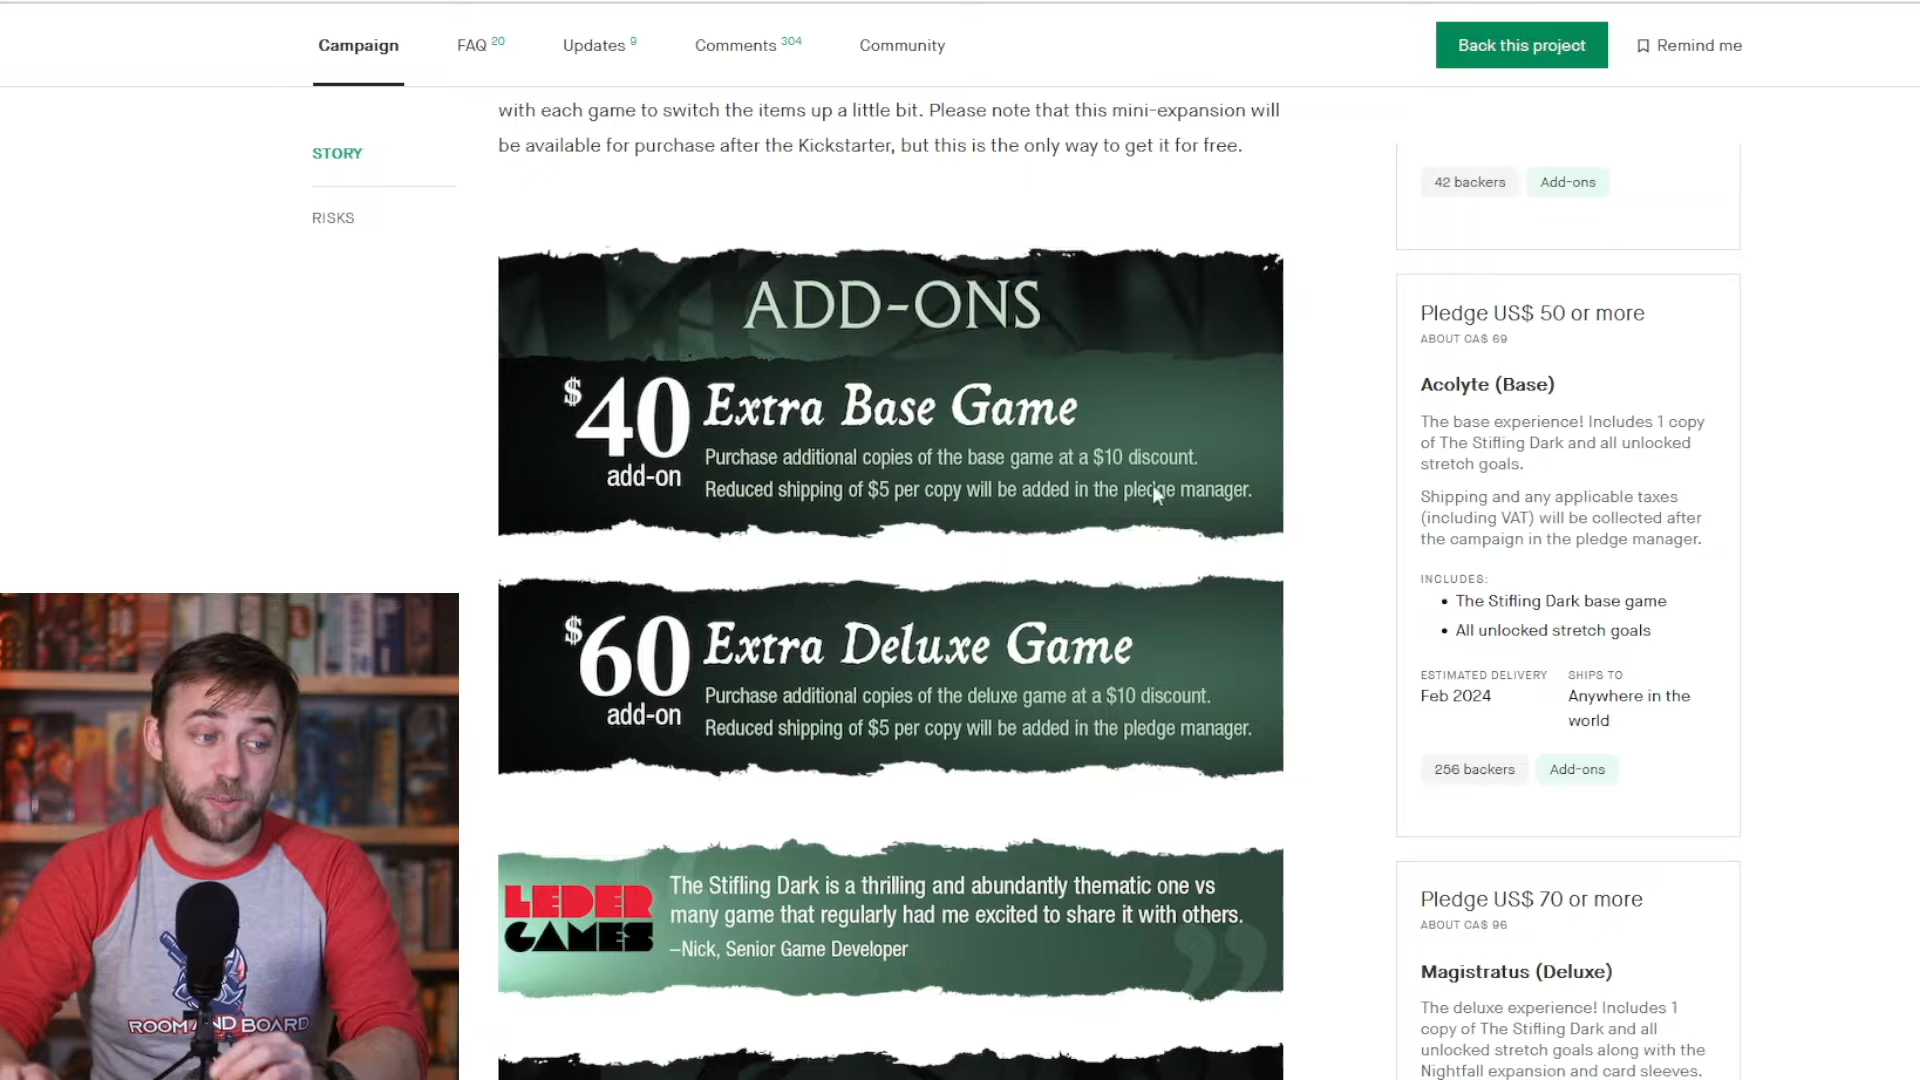 Campaign
FAQ 20
Updates 9
Comments 304
Community
Back this project
Remind me
STORY
RISKS
with each game to switch the items up a little bit. Please note that this mini-expansion will
be available for purchase after the Kickstarter, but this is the only way to get it for free.
ADD-ONS
$40
add-on
Extra Base Game
Purchase additional copies of the base game at a $10 discount.
Reduced shipping of $5 per copy will be added in the pledge manager.
$60
add-on
Extra Deluxe Game
Purchase additional copies of the deluxe game at a $10 discount.
Reduced shipping of $5 per copy will be added in the pledge manager.
LEDER
GAMES
The Stifling Dark is a thrilling and abundantly thematic one vs
many game that regularly had me excited to share it with others.
–Nick, Senior Game Developer
”
42 backers
Add-ons
Pledge US$ 50 or more
ABOUT CA$ 69
Acolyte (Base)
The base experience! Includes 1 copy
of The Stifling Dark and all unlocked
stretch goals.
Shipping and any applicable taxes
(including VAT) will be collected after
the campaign in the pledge manager.
INCLUDES:
• The Stifling Dark base game
• All unlocked stretch goals
ESTIMATED DELIVERY
Feb 2024
SHIPS TO
Anywhere in the
world
256 backers
Add-ons
Pledge US$ 70 or more
ABOUT CA$ 96
Magistratus (Deluxe)
The deluxe experience! Includes 1
copy of The Stifling Dark and all
unlocked stretch goals along with the
Nightfall expansion and card sleeves.
ROOM AND BOARD